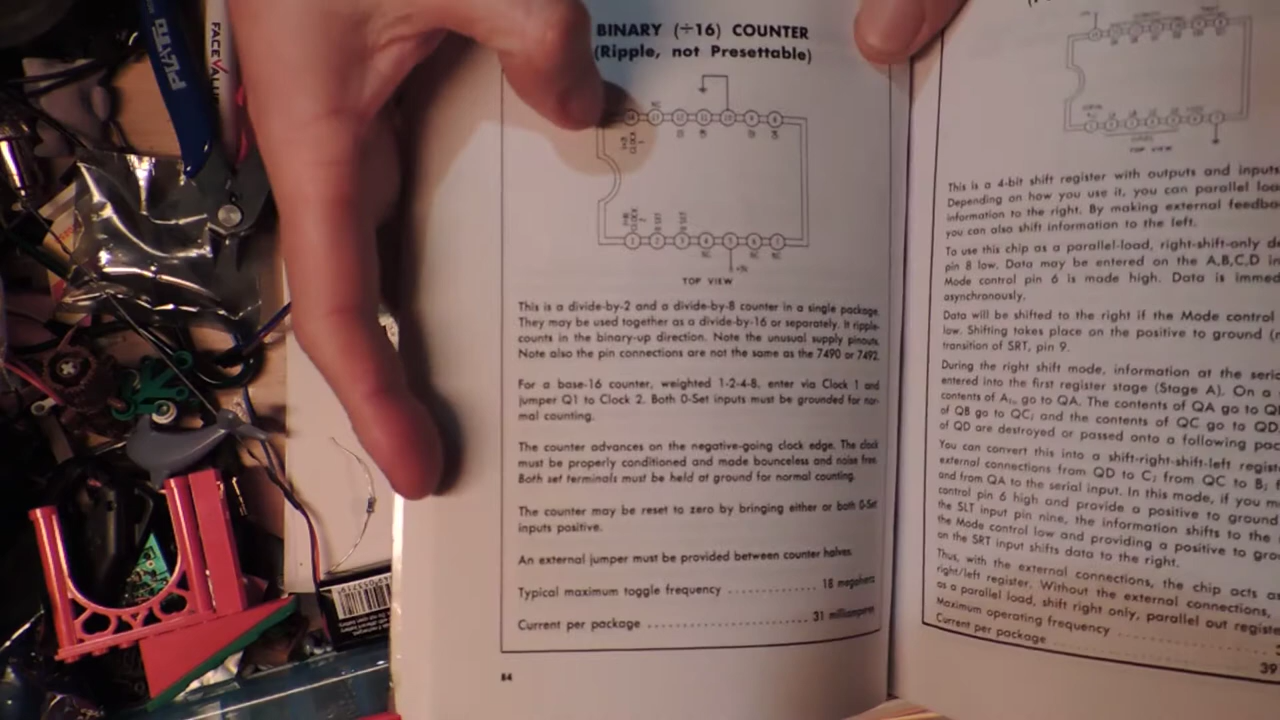 PLATO
FACE VALUE
BINARY (÷16) COUNTER
(Ripple, not Presettable)
TOP VIEW
This is a divide-by-2 and a divide-by-8 counter in a single package.
They may be used together as a divide-by-16 or separately. It ripple-
counts in the binary-up direction. Note the unusual supply pinouts.
Note also the pin connections are not the same as the 7490 or 7492.
For a base-16 counter, weighted 1-2-4-8, enter via Clock 1 and
jumper Q1 to Clock 2. Both 0-Set inputs must be grounded for nor-
mal counting.
The counter advances on the negative-going clock edge. The clock
must be properly conditioned and made bounceless and noise free.
Both set terminals must be held at ground for normal counting.
The counter may be reset to zero by bringing either or both 0-Set
inputs positive.
An external jumper must be provided between counter halves.
Typical maximum toggle frequency ........... 18 megahertz
Current per package .................... 31 milliamperes
84
TOP VIEW
This is a 4-bit shift register with outputs and inputs
Depending on how you use it, you can parallel
information to the right. By making external
you can also shift information to the left.
To use this chip as a parallel-load, right-shift-only
pin 8 low. Data may be entered on the A,B,C,D
Mode control pin 6 is made high. Data is
asynchronously.
Data will be shifted to the right if the Mode control
low. Shifting takes place on the positive to ground
transition of SRT, pin 9.
During the right shift mode, information at the
entered into the first register stage (Stage A). On a
contents of A, go to QA. The contents of QA go to
of QB go to QC; and the contents of QC go to QD.
of QD are destroyed or passed onto a following
You can convert this into a shift-right-shift-left
external connections from QD to C; from QC to B;
and from QA to the serial input. In this mode, if you
control pin 6 high and provide a positive to ground
the SLT input pin nine, the information shifts to the
the Mode control low and providing a positive to
on the SRT input shifts data to the right.
Thus, with the external connections, the chip acts
right/left register. Without the external connections,
as a parallel load, shift right only, parallel out
Maximum operating frequency
Current per package
39